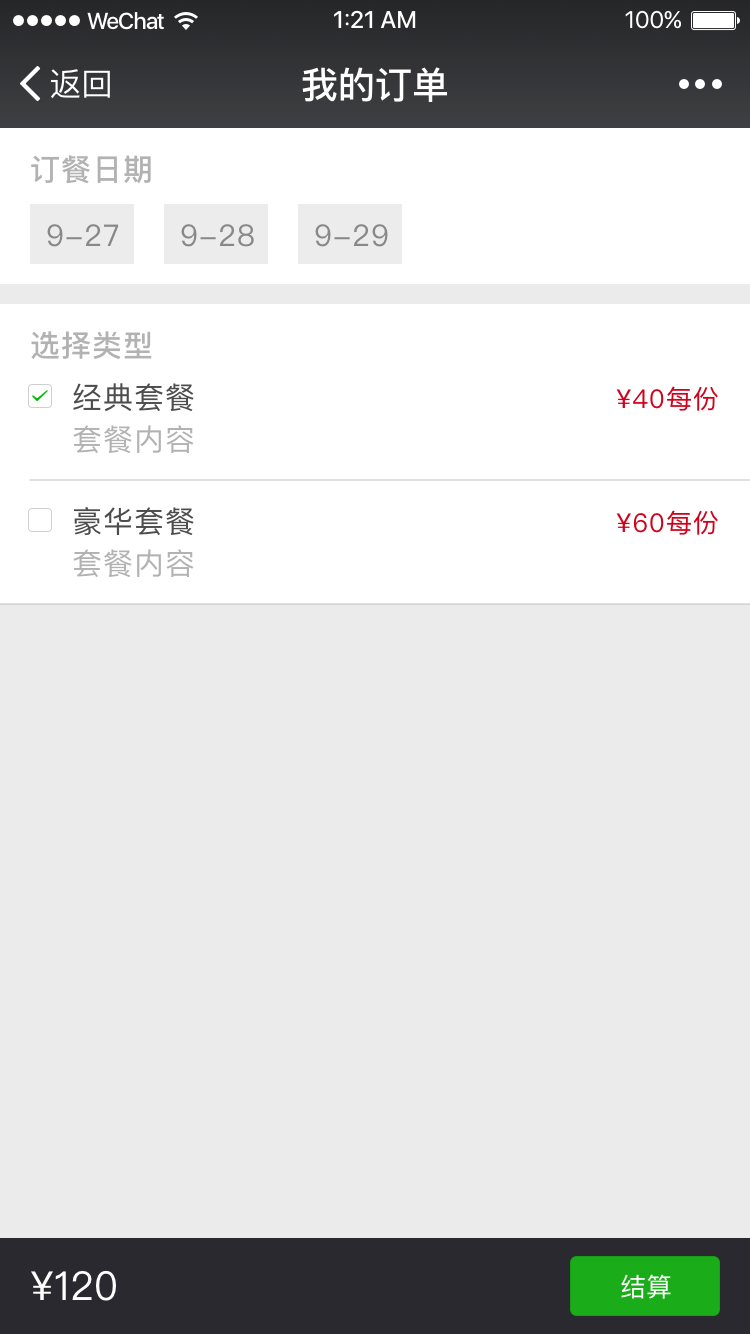 WeChat 1:21 AM 100%
返回 我的订单
订餐日期
9-27 9-28 9-29
选择类型
经典套餐 ¥40每份
套餐内容
豪华套餐 ¥60每份
套餐内容
¥120 结算